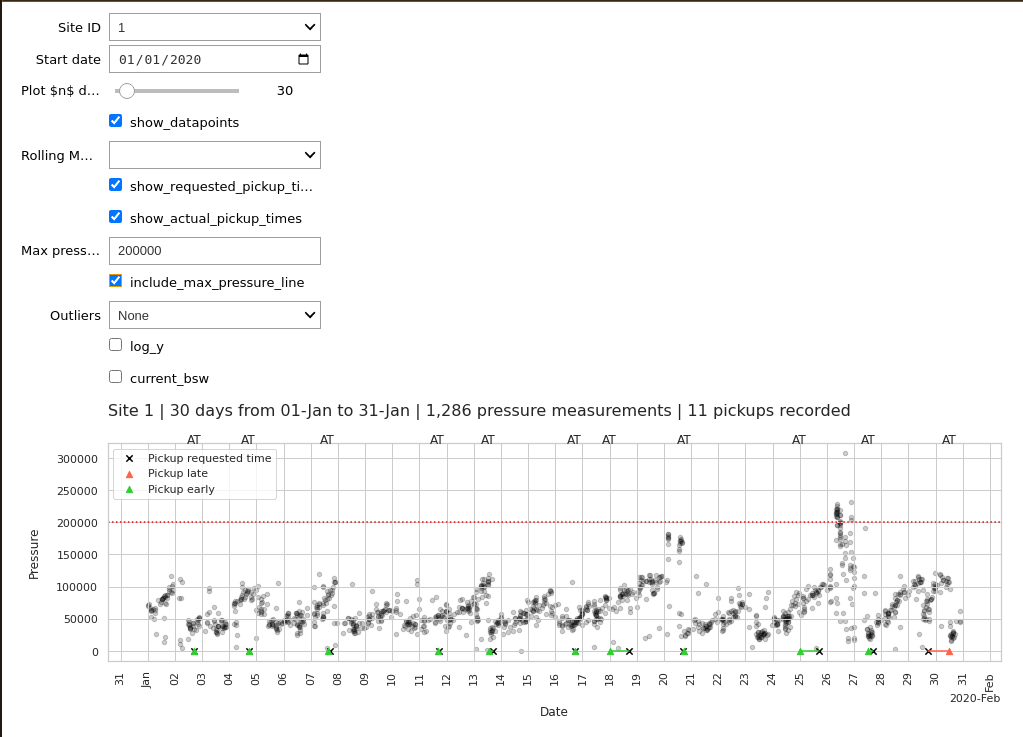 Site ID 1
Start date 01/01/2020
Plot $n$ d... 30
show_datapoints
Rolling M...
show_requested_pickup_ti...
show_actual_pickup_times
Max press... 200000
include_max_pressure_line
Outliers None
log_y
current_bsw
Site 1 | 30 days from 01-Jan to 31-Jan | 1,286 pressure measurements | 11 pickups recorded
AT AT AT AT AT AT AT AT AT AT AT
Pickup requested time
Pickup late
Pickup early
300000
250000
200000
150000
100000
50000
0
Pressure
31 Jan 02 03 04 05 06 07 08 09 10 11 12 13 14 15 16 17 18 19 20 21 22 23 24 25 26 27 28 29 30 31 Feb
2020-Feb
Date